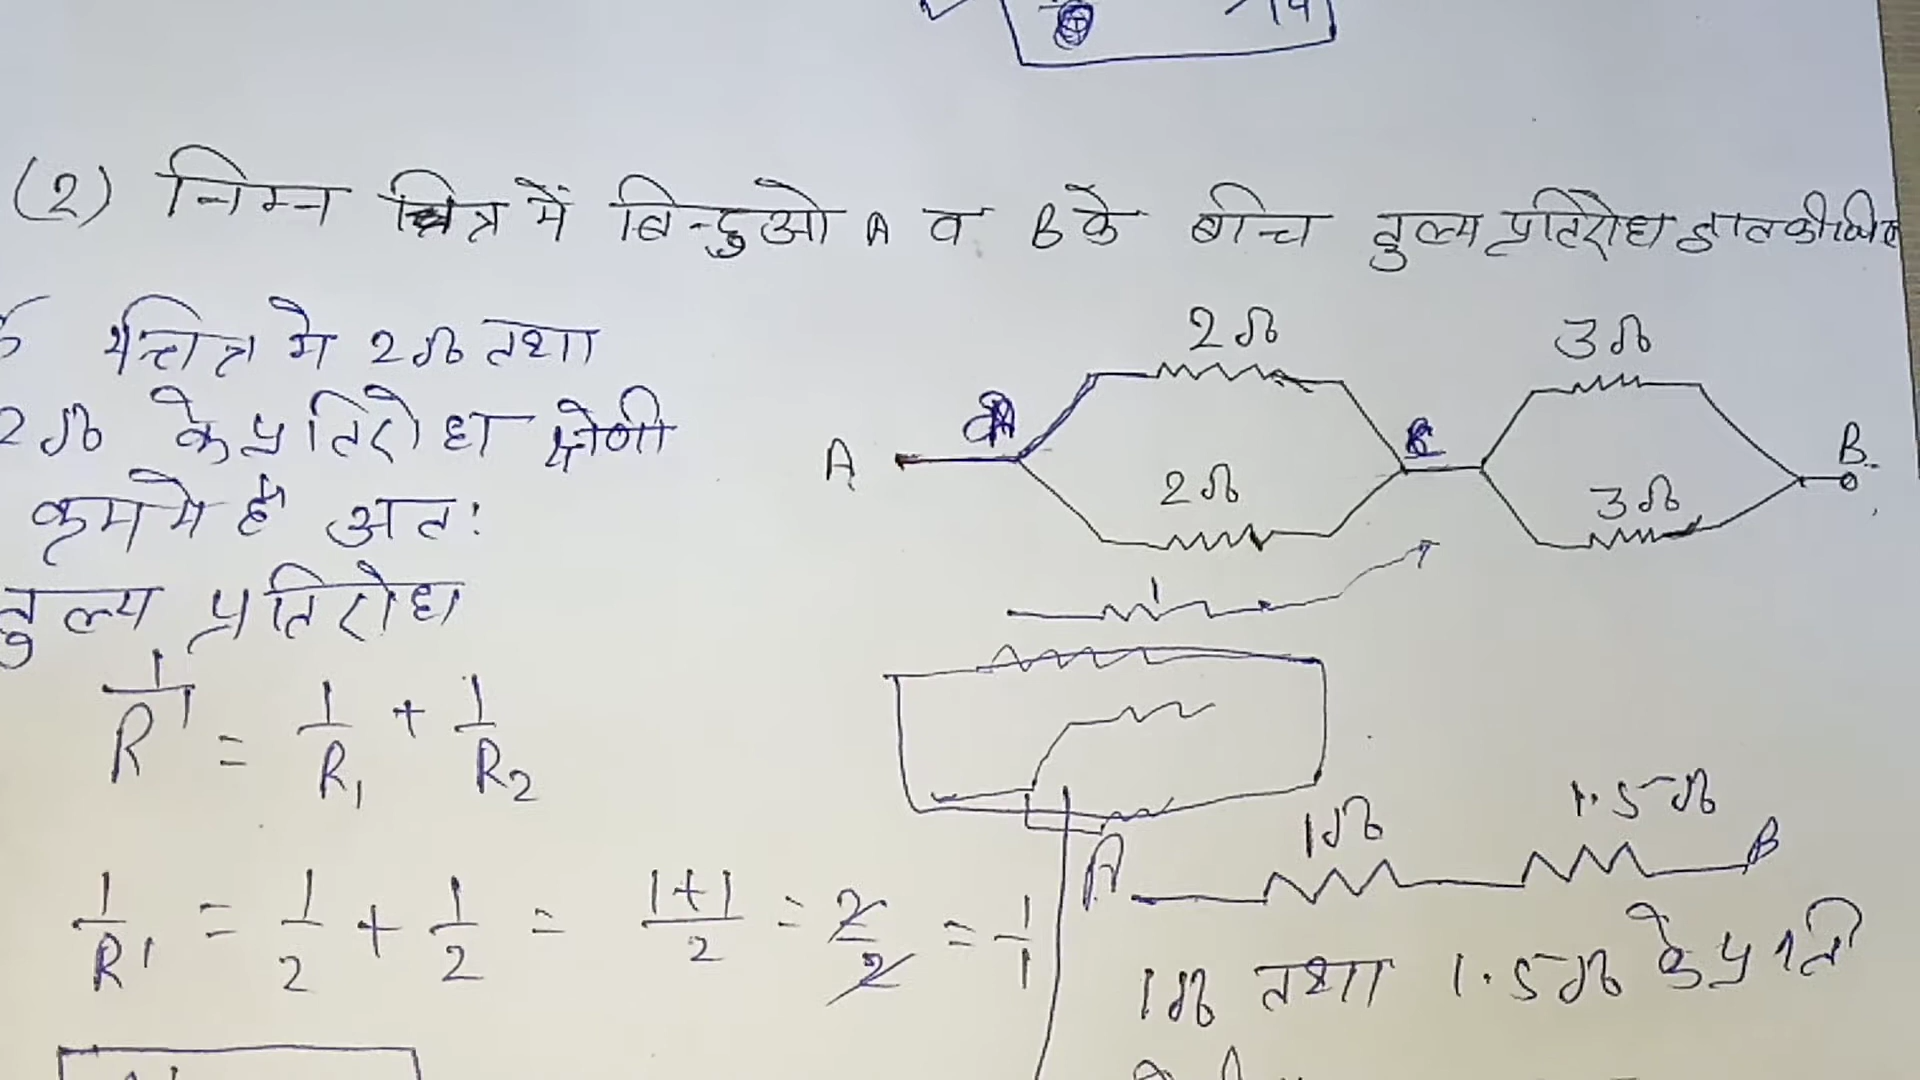 (2) निम्न चित्र में बिन्दुओ A व B के बीच तुल्य प्रतिरोध ज्ञात कीजिए
चित्र मे 2Ω तथा
2Ω के प्रतिरोध श्रेणी
क्रम मे है अतः
तुल्य प्रतिरोध
1/R' = 1/R₁ + 1/R₂
1/R' = 1/2 + 1/2 = 1+1/2 = 2/2 = 1/1
2Ω 3Ω
A B
2Ω 3Ω
1
1Ω 1.5Ω
A B
1Ω तथा 1.5Ω के प्रति